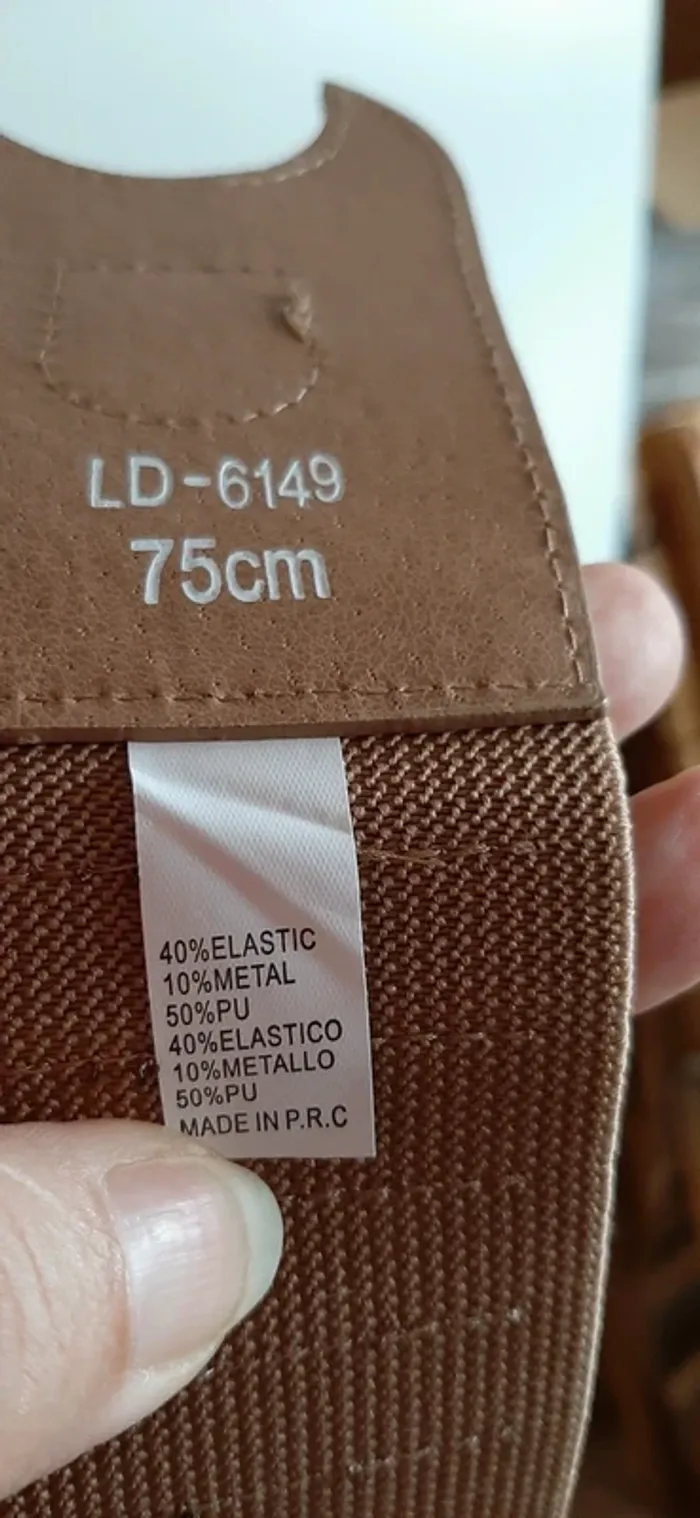 LD-6149
75cm
40%ELASTIC
10%METAL
50%PU
40%ELASTICO
10%METALLO
50%PU
MADE IN P.R.C